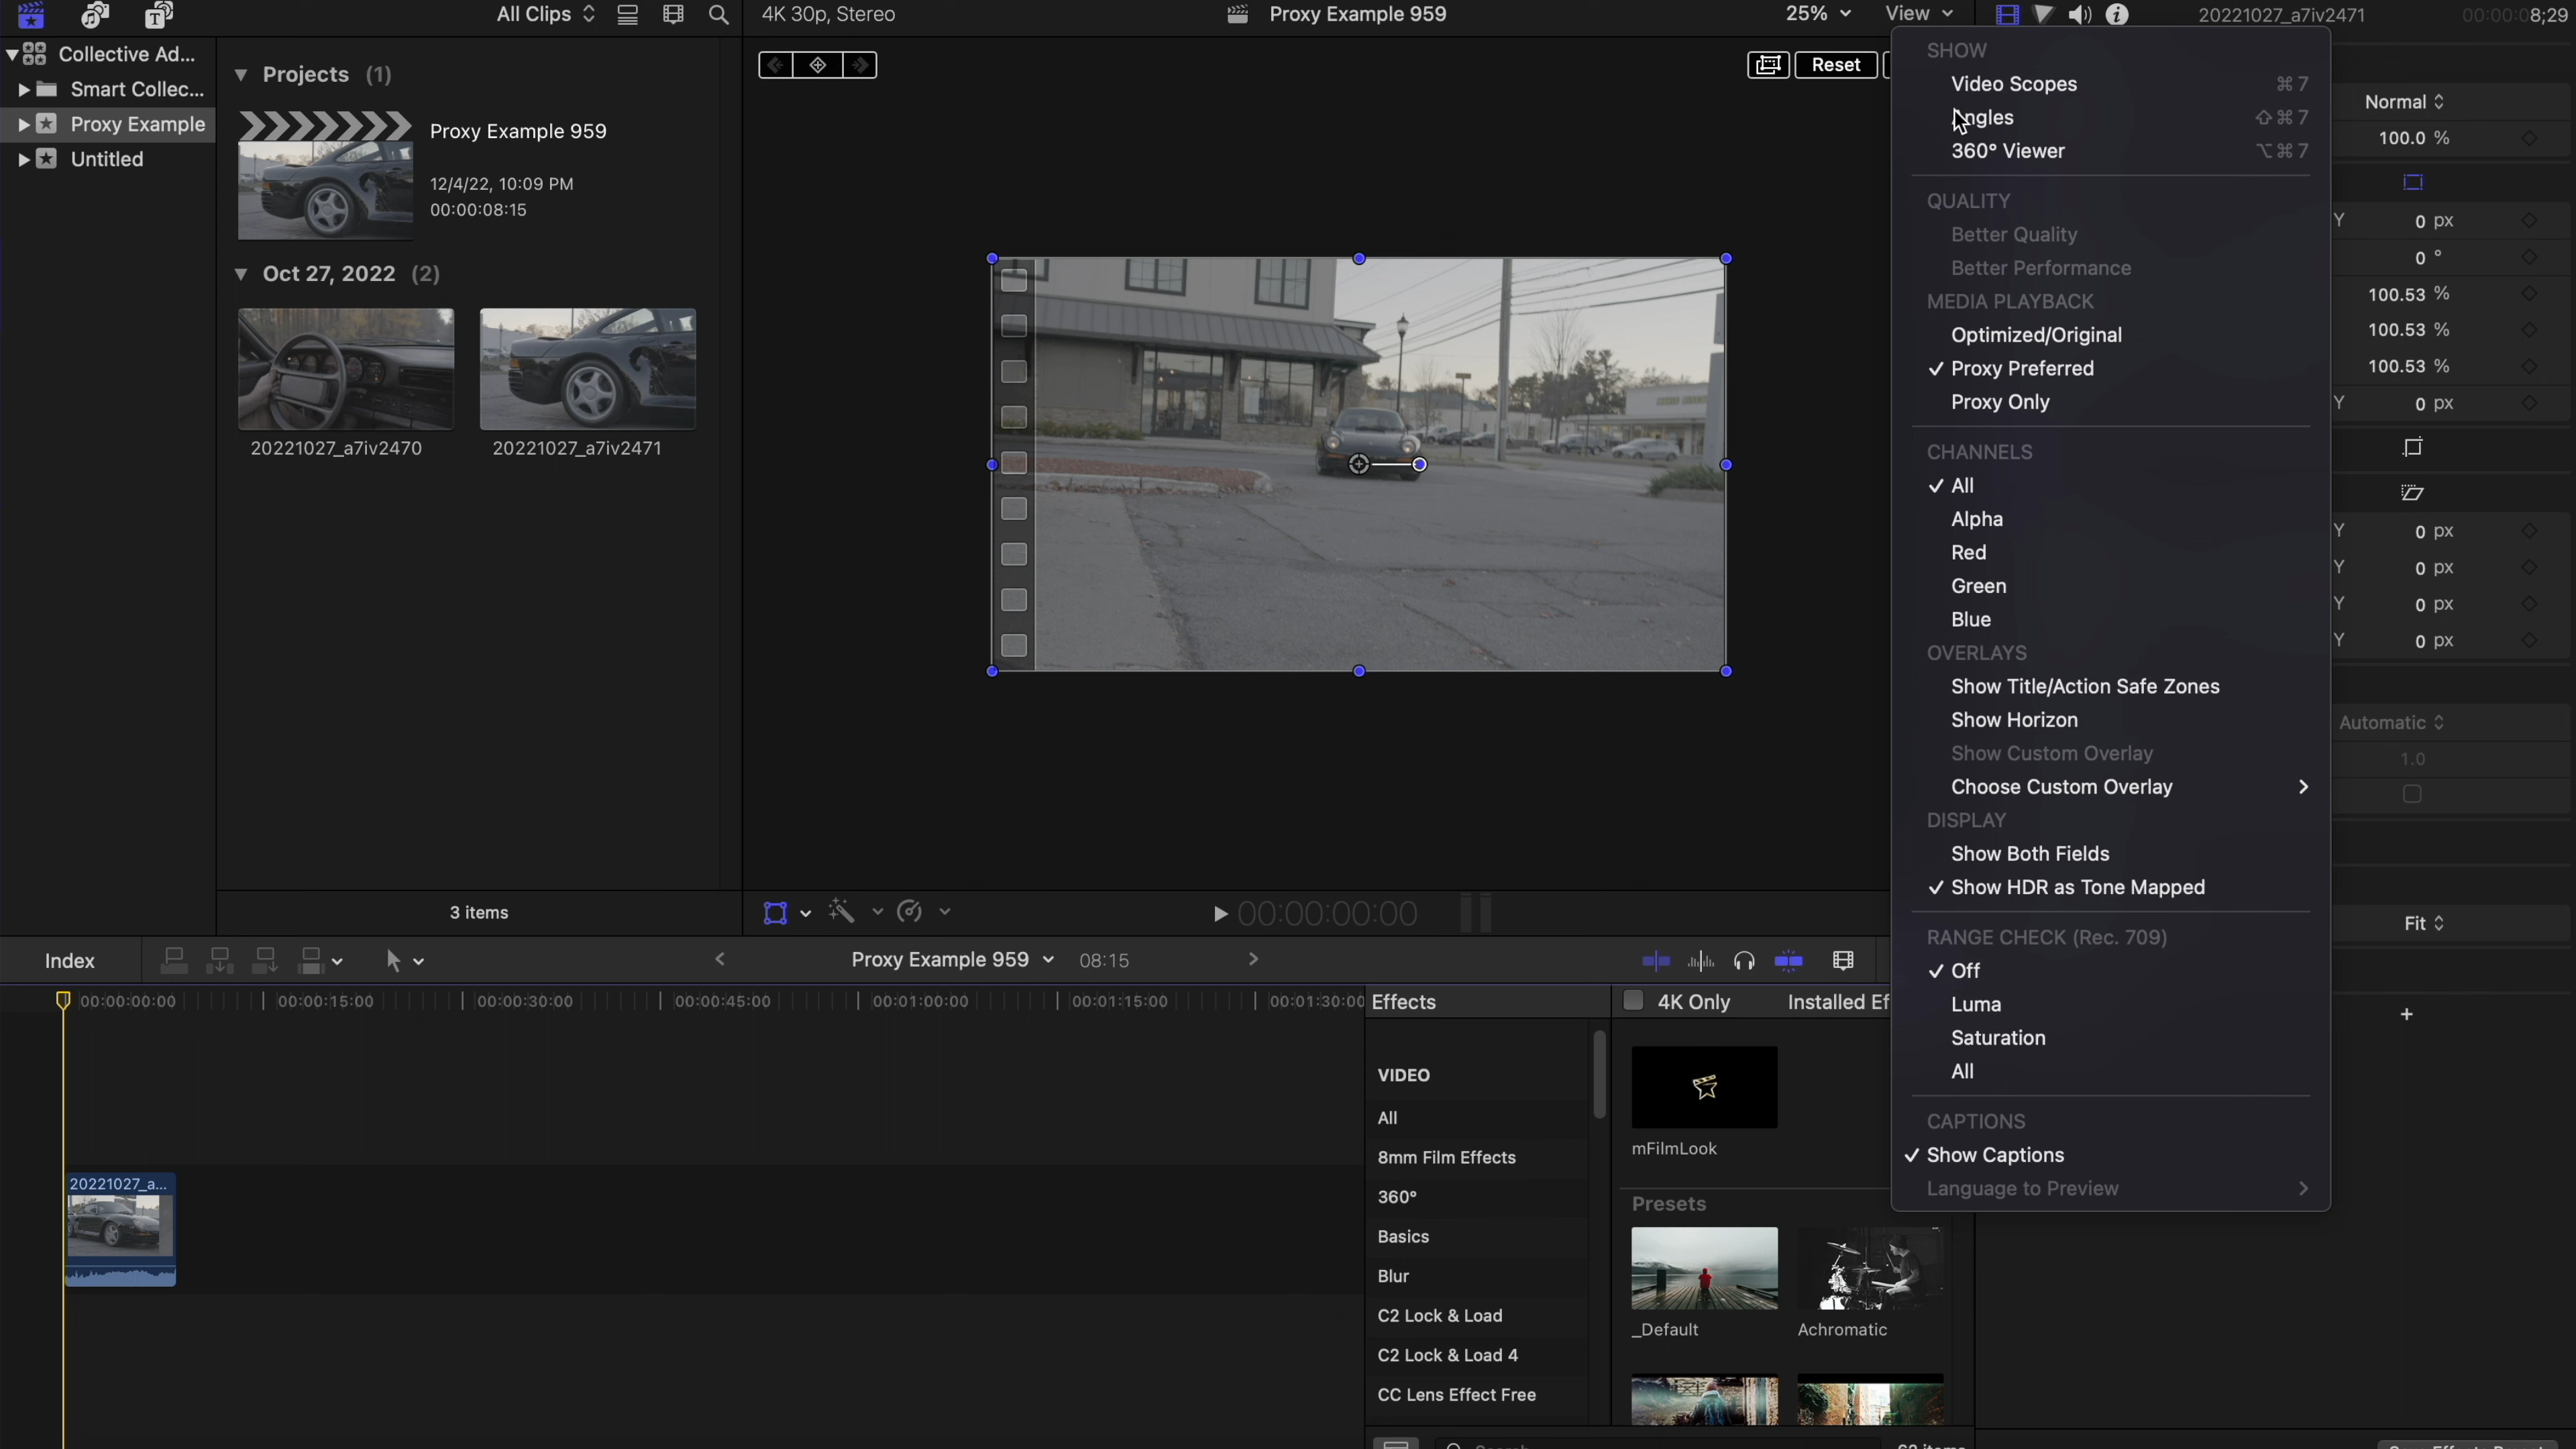 All Clips
4K 30p, Stereo
Proxy Example 959
25%
View
20221027_a7iv2471
00:00:08;29
Collective Ad...
Smart Collec...
Proxy Example
Untitled
Projects (1)
Proxy Example 959
12/4/22, 10:09 PM
00:00:08:15
Oct 27, 2022 (2)
20221027_a7iv2470
20221027_a7iv2471
3 items
Reset
SHOW
Video Scopes ⌘7
Angles ⇧⌘7
360° Viewer ⌥⌘7
QUALITY
Better Quality
Better Performance
MEDIA PLAYBACK
Optimized/Original
✓ Proxy Preferred
Proxy Only
CHANNELS
✓ All
Alpha
Red
Green
Blue
OVERLAYS
Show Title/Action Safe Zones
Show Horizon
Show Custom Overlay
Choose Custom Overlay
DISPLAY
Show Both Fields
✓ Show HDR as Tone Mapped
RANGE CHECK (Rec. 709)
✓ Off
Luma
Saturation
All
CAPTIONS
✓ Show Captions
Language to Preview
Normal
100.0 %
Y 0 px
0 °
100.53 %
100.53 %
100.53 %
Y 0 px
Y 0 px
Y 0 px
Y 0 px
Y 0 px
Automatic
1.0
Fit
00:00:00:00
Index
Proxy Example 959
08:15
00:00:00:00
00:00:15:00
00:00:30:00
00:00:45:00
00:01:00:00
00:01:15:00
00:01:30:00
20221027_a...
Effects
4K Only
Installed Ef
VIDEO
All
8mm Film Effects
360°
Basics
Blur
C2 Lock & Load
C2 Lock & Load 4
CC Lens Effect Free
mFilmLook
Presets
_Default
Achromatic